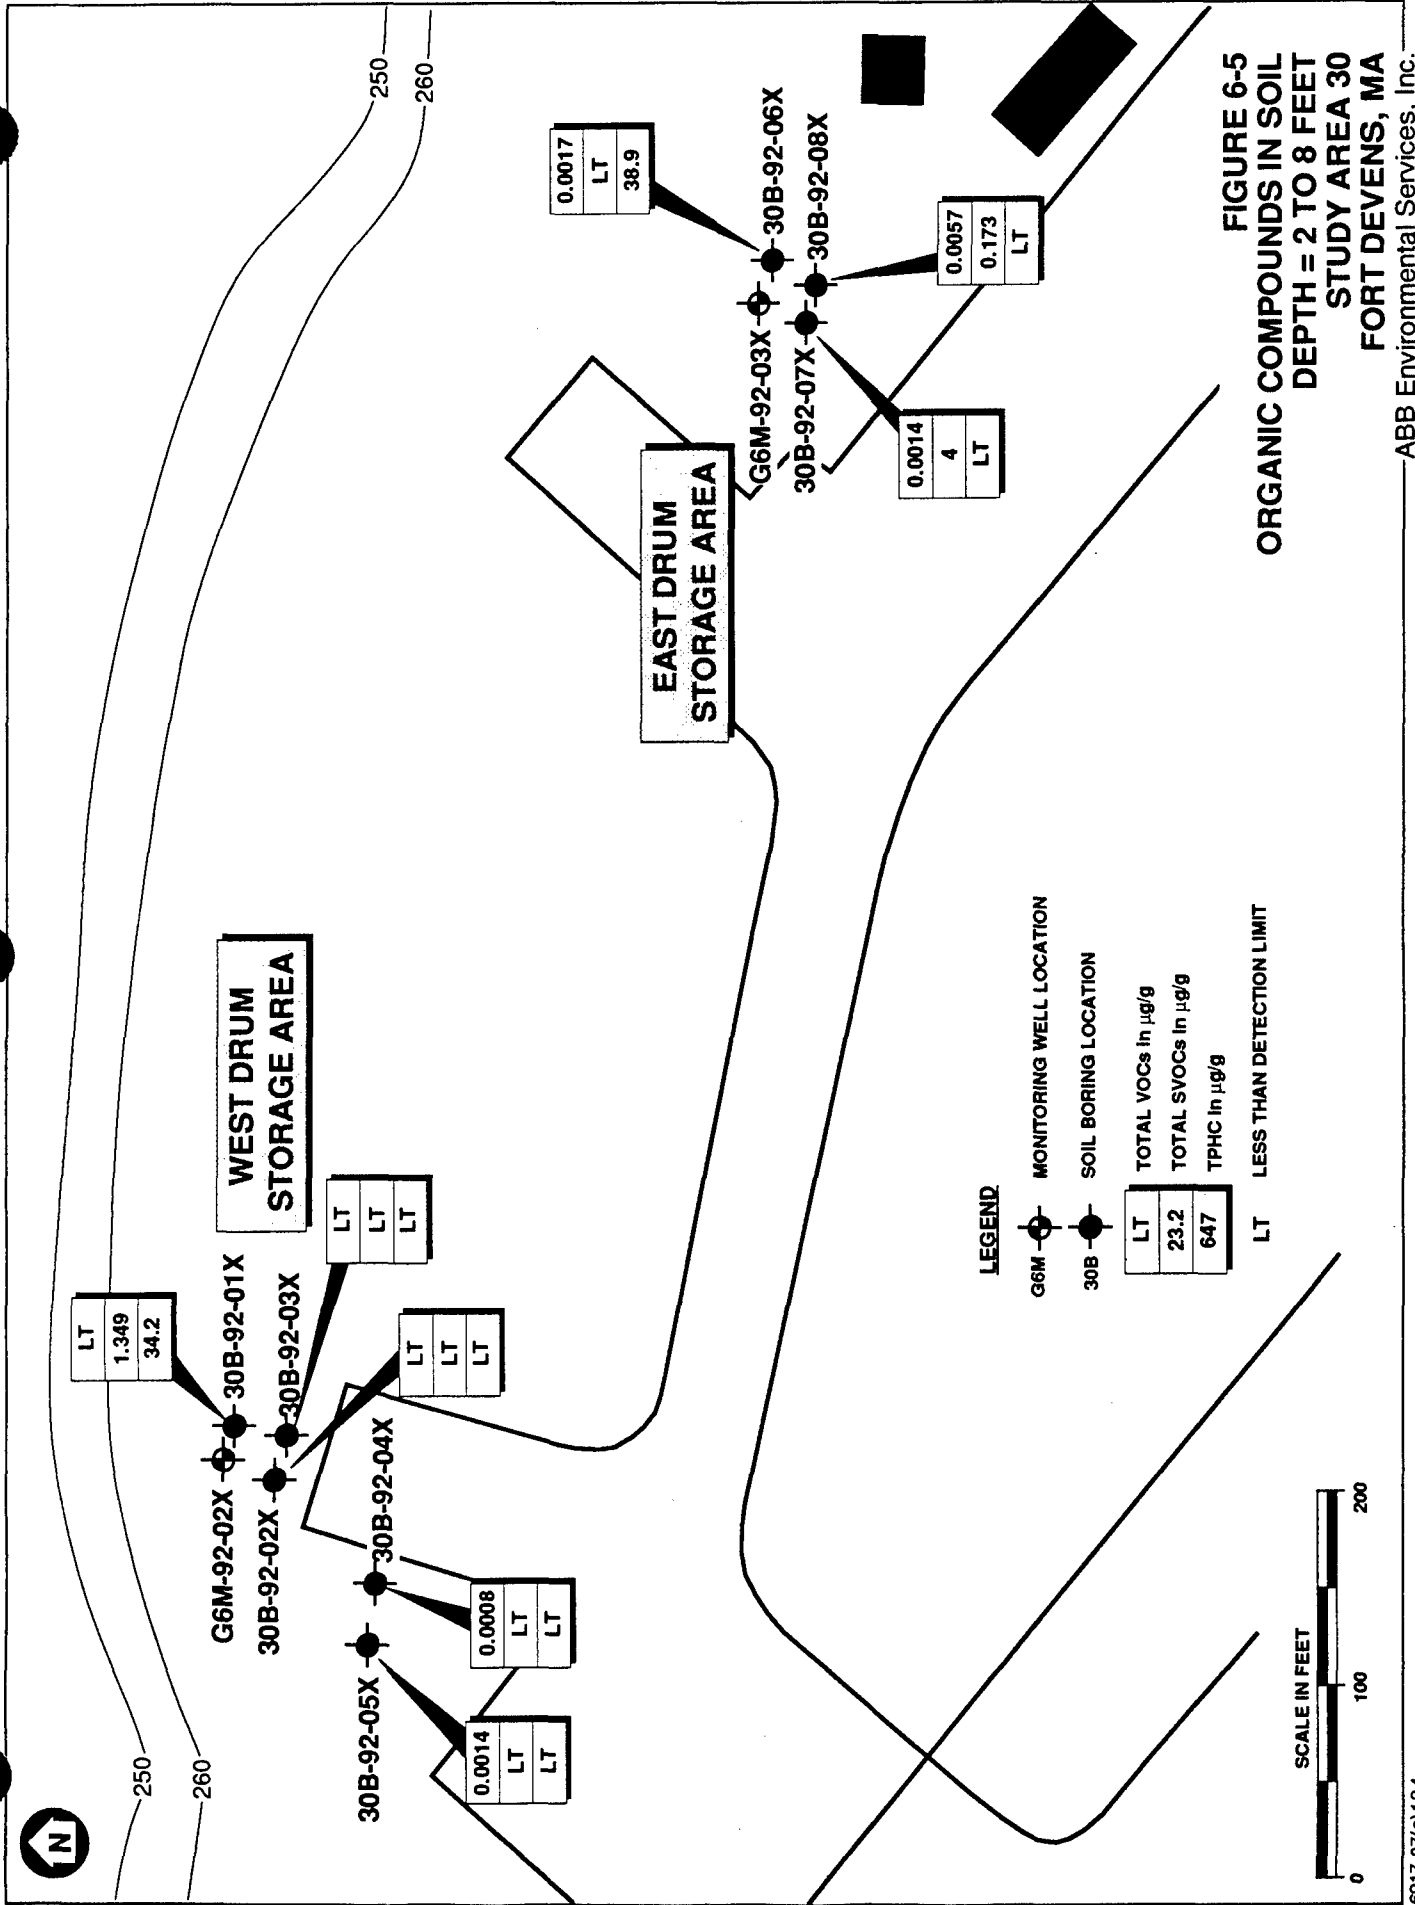 N
250
260
250
260
WEST DRUM
STORAGE AREA
LT
1.349
34.2
G6M-92-02X
30B-92-01X
30B-92-02X
30B-92-03X
LT
LT
LT
LT
LT
LT
30B-92-05X
30B-92-04X
0.0014
LT
LT
0.0008
LT
LT
EAST DRUM
STORAGE AREA
0.0017
LT
38.9
G6M-92-03X
30B-92-06X
30B-92-07X
30B-92-08X
0.0014
4
LT
0.0057
0.173
LT
LEGEND
G6M MONITORING WELL LOCATION
30B SOIL BORING LOCATION
LT TOTAL VOCs in µg/g
23.2 TOTAL SVOCs in µg/g
647 TPHC in µg/g
LT LESS THAN DETECTION LIMIT
SCALE IN FEET
0 100 200
FIGURE 6-5
ORGANIC COMPOUNDS IN SOIL
DEPTH = 2 TO 8 FEET
STUDY AREA 30
FORT DEVENS, MA
ABB Environmental Services, Inc.